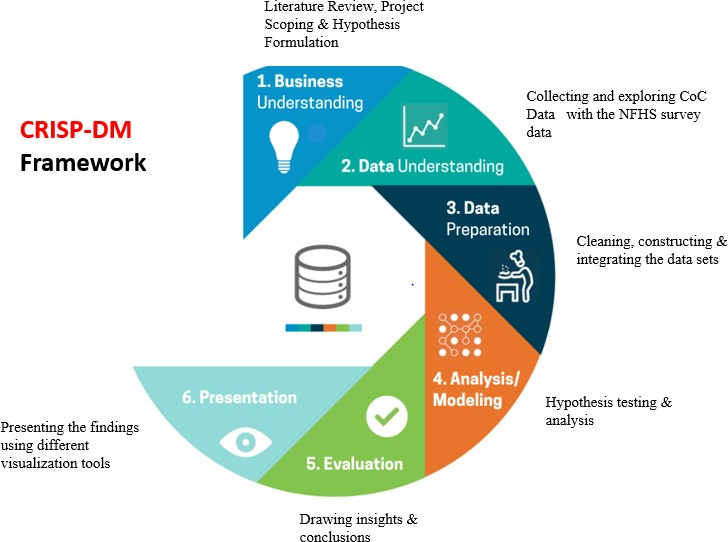 Literature Review, Project
Scoping & Hypothesis
Formulation
CRISP-DM
Framework
1. Business
Understanding
2. Data Understanding
Collecting and exploring CoC
Data with the NFHS survey
data
3. Data
Preparation
Cleaning, constructing &
integrating the data sets
4. Analysis/
Modeling
Hypothesis testing &
analysis
5. Evaluation
Drawing insights &
conclusions
6. Presentation
Presenting the findings
using different
visualization tools